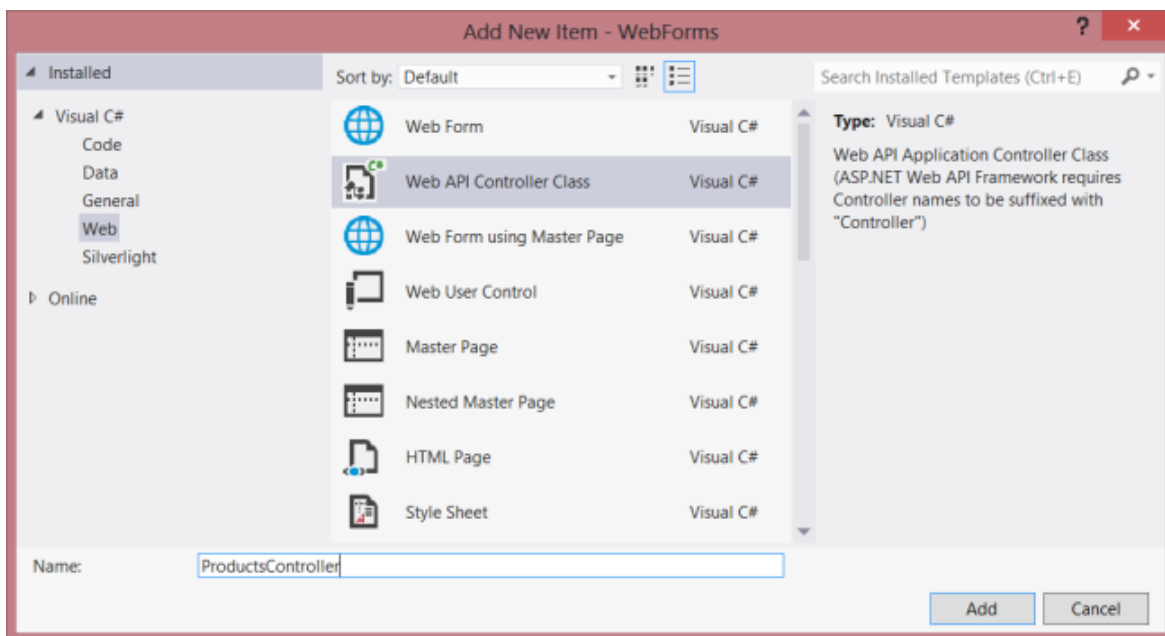 Add New Item - WebForms
?
Installed
Sort by: Default
Search Installed Templates (Ctrl+E)
Visual C#
Code
Data
General
Web
Silverlight
Online
Web Form Visual C#
C# Web API Controller Class Visual C#
Web Form using Master Page Visual C#
Web User Control Visual C#
Master Page Visual C#
Nested Master Page Visual C#
HTML Page Visual C#
Style Sheet Visual C#
Type: Visual C#
Web API Application Controller Class
(ASP.NET Web API Framework requires
Controller names to be suffixed with
"Controller")
Name: ProductsController
Add Cancel